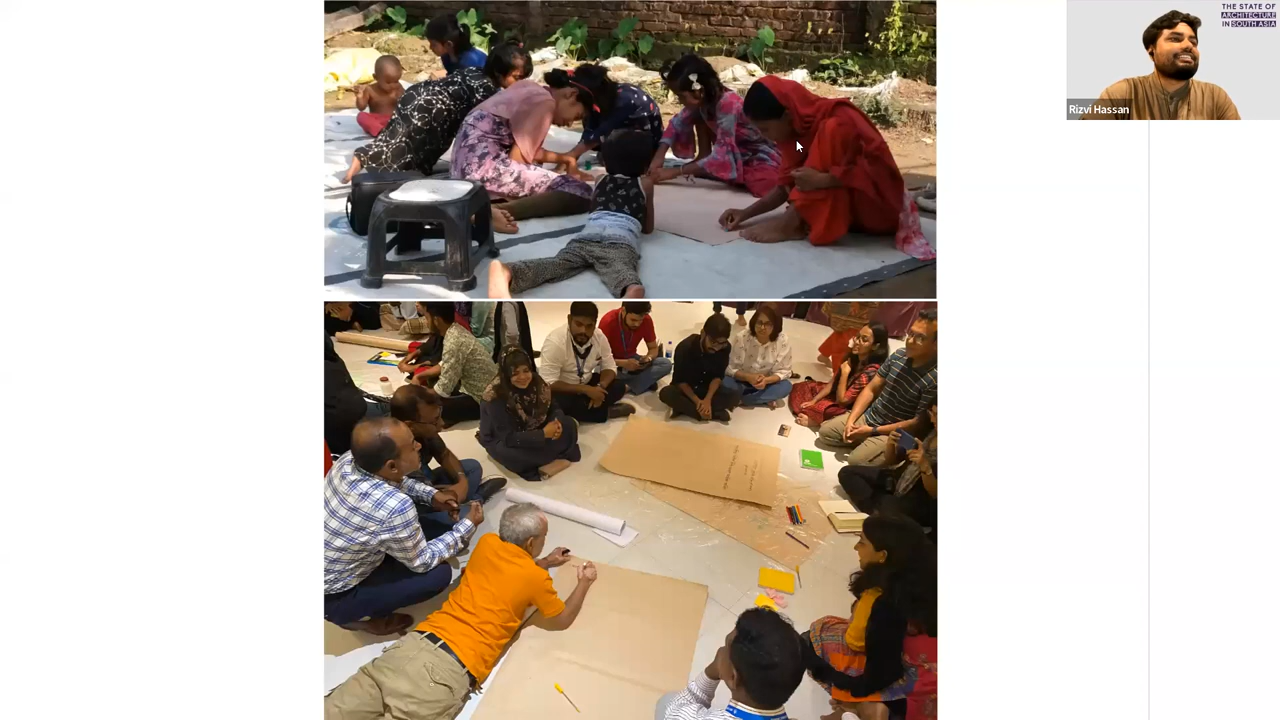 THE STATE OF
ARCHITECTURE
IN SOUTH ASIA
Rizvi Hassan